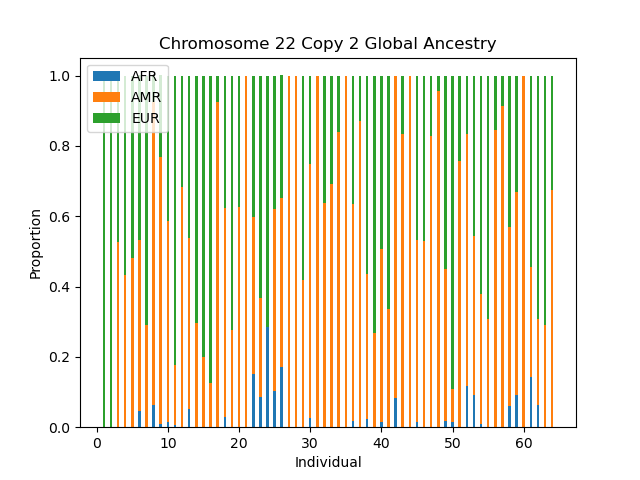 Chromosome 22 Copy 2 Global Ancestry
AFR
AMR
EUR
1.0
0.8
0.6
0.4
0.2
0.0
Proportion
0 10 20 30 40 50 60
Individual